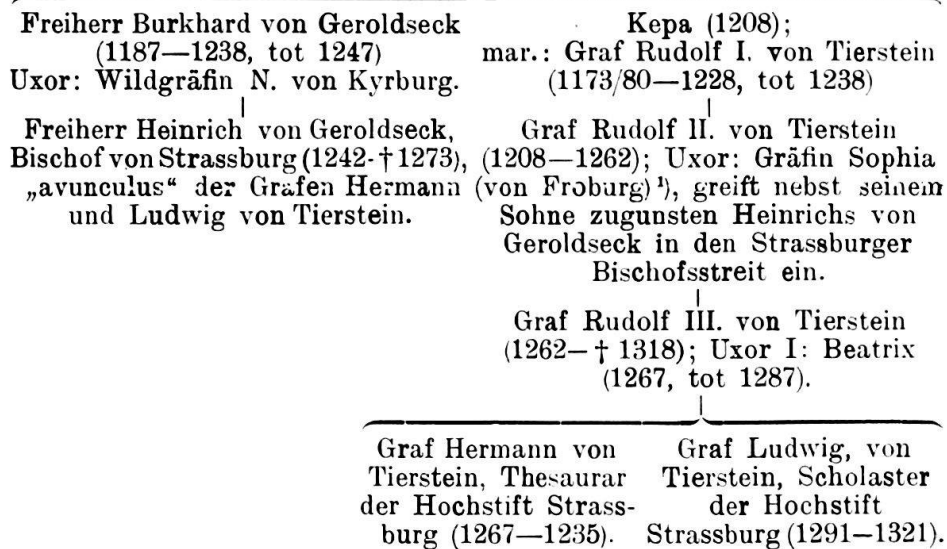 Freiherr Burkhard von Geroldseck
(1187—1238, tot 1247)
Uxor: Wildgräfin N. von Kyrburg.
Freiherr Heinrich von Geroldseck,
Bischof von Strassburg (1242-†1273),
„avunculus“ der Grafen Hermann
und Ludwig von Tierstein.
Kepa (1208);
mar.: Graf Rudolf I. von Tierstein
(1173/80—1228, tot 1238)
Graf Rudolf II. von Tierstein
(1208—1262); Uxor: Gräfin Sophia
(von Froburg) ¹), greift nebst seinem
Sohne zugunsten Heinrichs von
Geroldseck in den Strassburger
Bischofsstreit ein.
Graf Rudolf III. von Tierstein
(1262—† 1318); Uxor I: Beatrix
(1267, tot 1287).
Graf Hermann von
Tierstein, Thesaurar
der Hochstift Strass-
burg (1267—1235).
Graf Ludwig, von
Tierstein, Scholaster
der Hochstift
Strassburg (1291—1321).